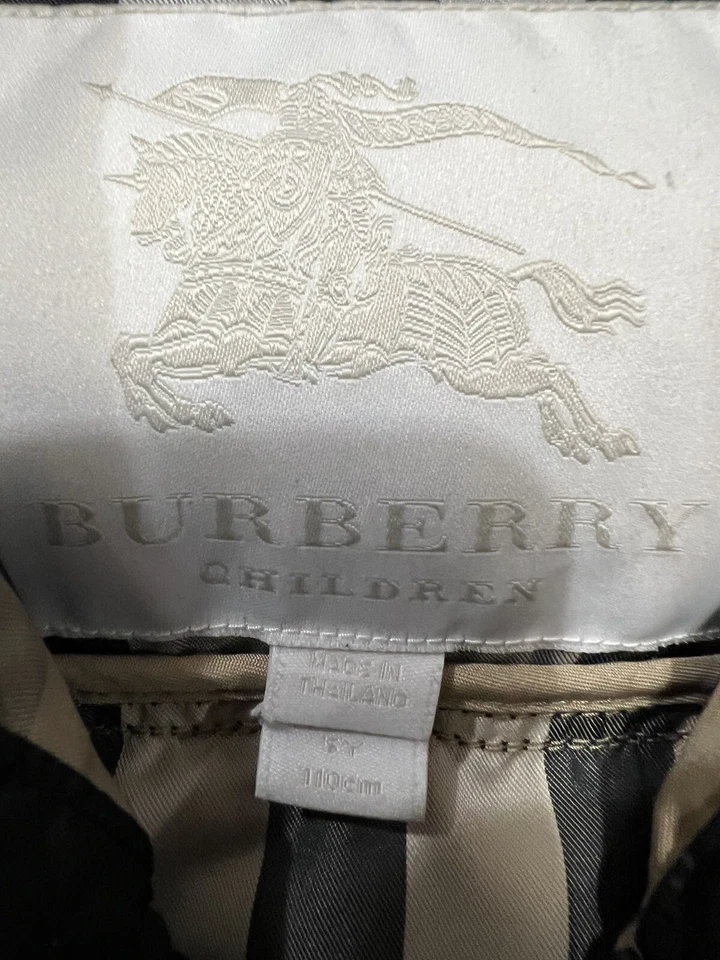 BURBERRY
CHILDREN
MADE IN
THAILAND
5Y
110cm